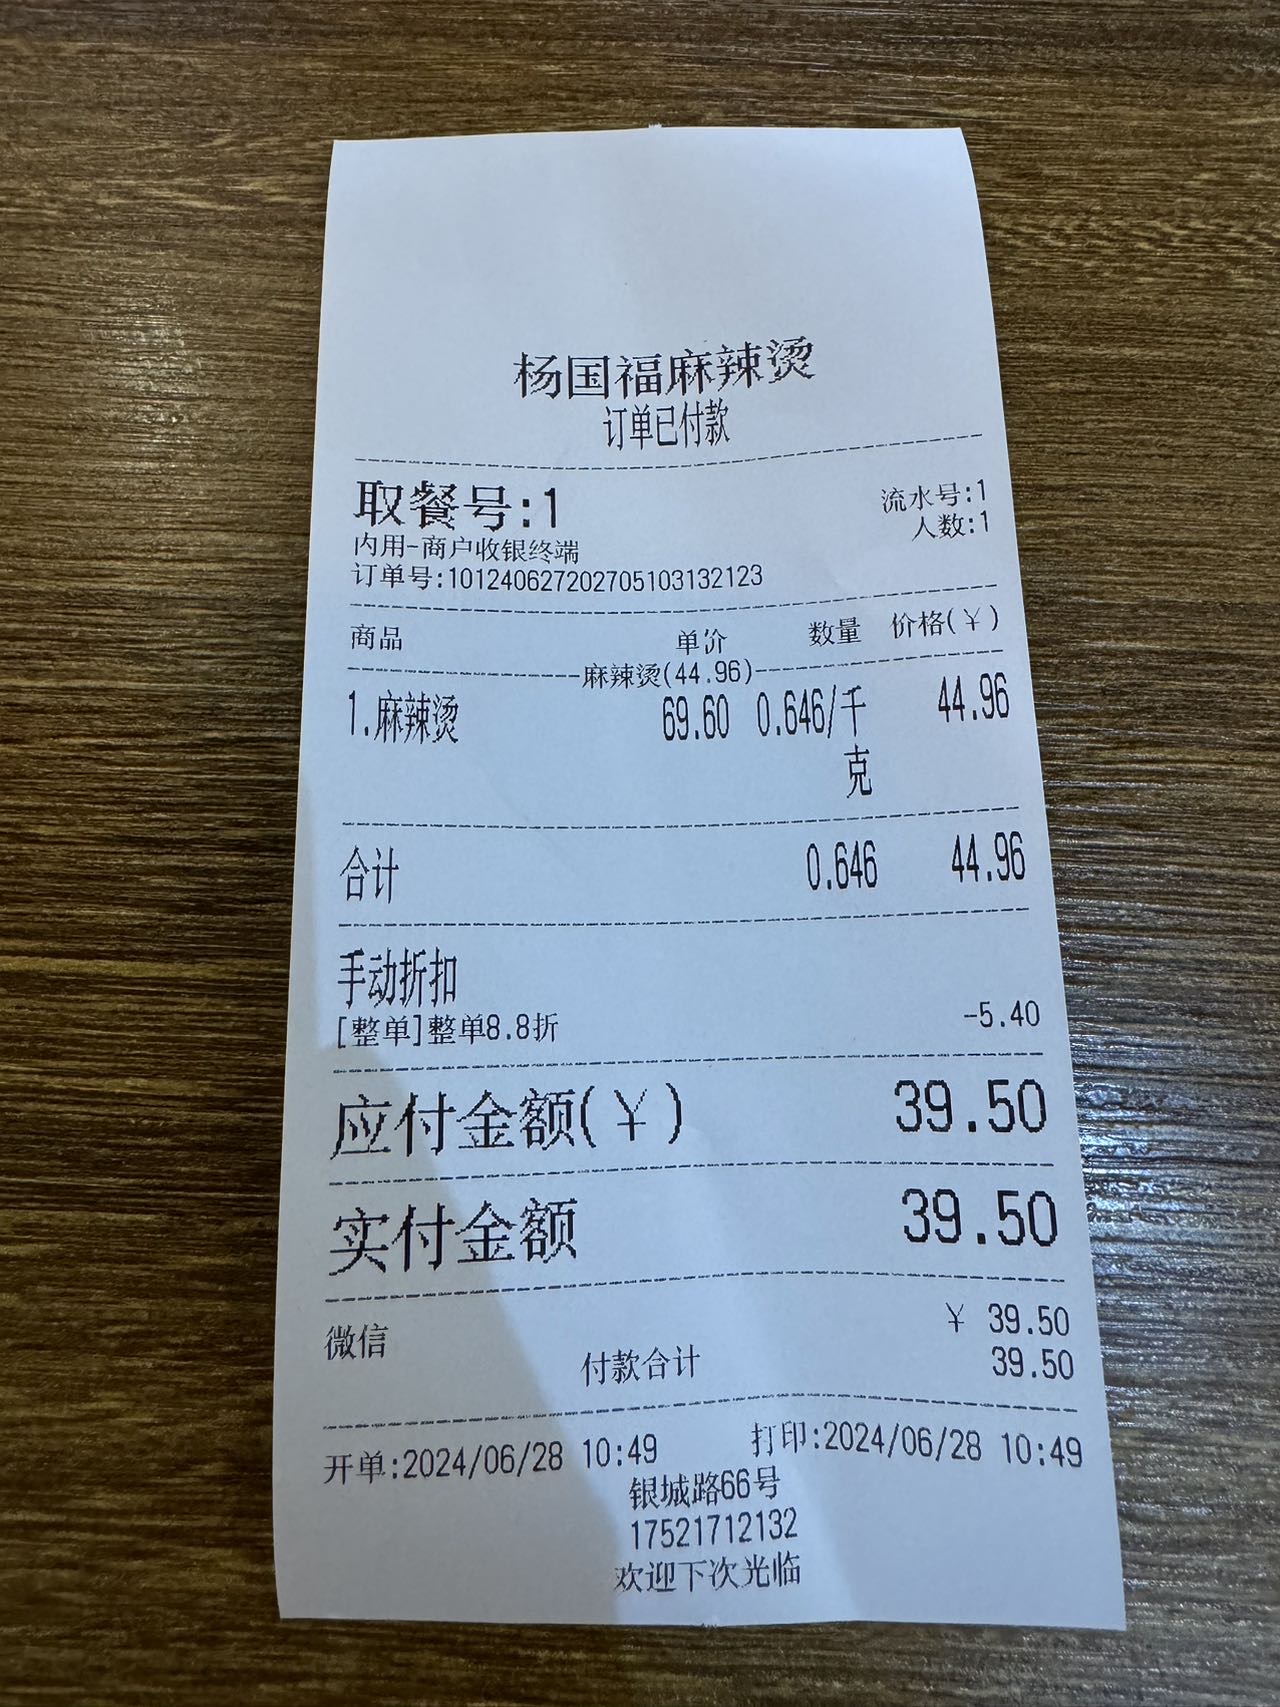 杨国福麻辣烫
订单已付款
取餐号:1
流水号:1
人数:1
内用-商户收银终端
订单号:101240627202705103132123
商品 单价 数量 价格(¥)
麻辣烫(44.96)
1.麻辣烫 69.60 0.646/千克 44.96
合计 0.646 44.96
手动折扣
[整单]整单8.8折 -5.40
应付金额(¥) 39.50
实付金额 39.50
微信 ¥ 39.50
付款合计 39.50
开单:2024/06/28 10:49 打印:2024/06/28 10:49
银城路66号
17521712132
欢迎下次光临